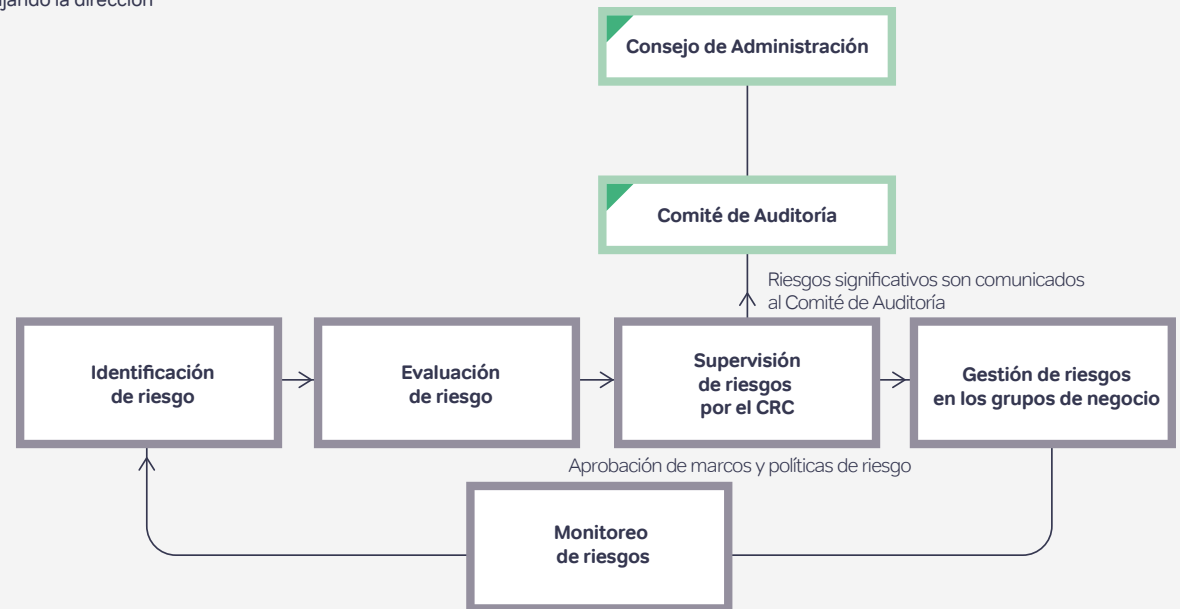 la dirección
Consejo de Administración
Comité de Auditoría
Riesgos significativos son comunicados
al Comité de Auditoría
Identificación
de riesgo
Evaluación
de riesgo
Supervisión
de riesgos
por el CRC
Gestión de riesgos
en los grupos de negocio
Aprobación de marcos y políticas de riesgo
Monitoreo
de riesgos